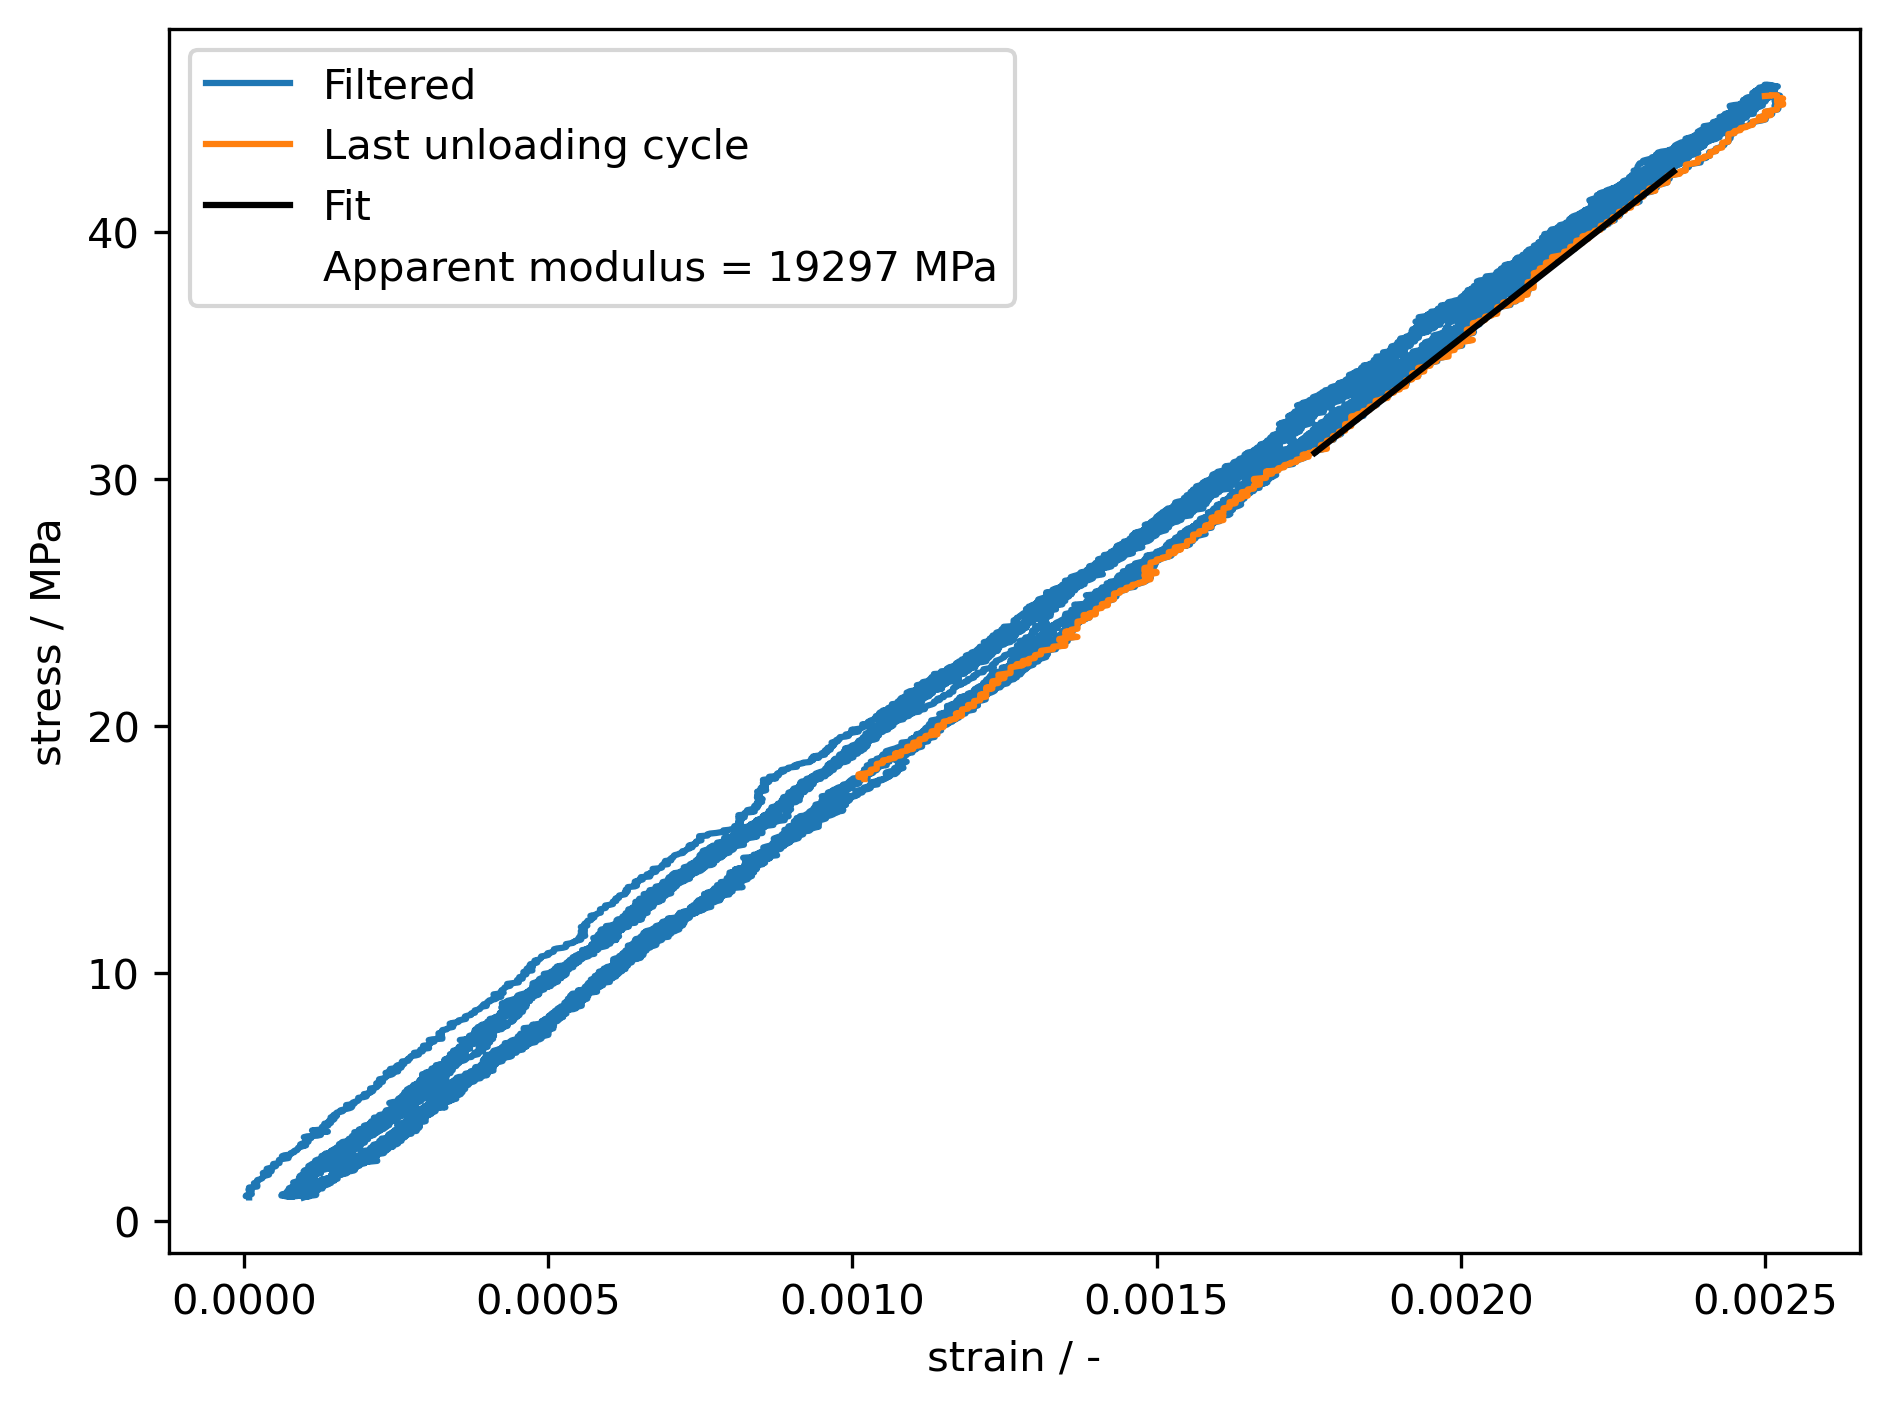 Filtered
Last unloading cycle
Fit
Apparent modulus = 19297 MPa
stress / MPa
40
30
20
10
0
0.0000 0.0005 0.0010 0.0015 0.0020 0.0025
strain / -